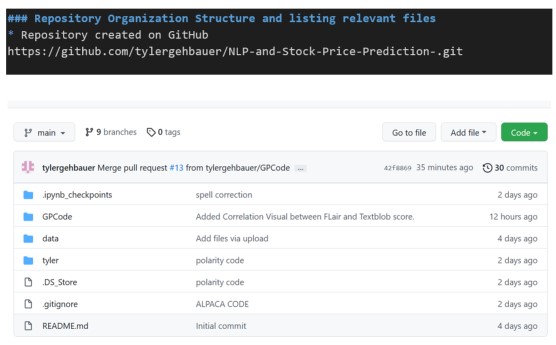 ### Repository Organization Structure and listing relevant files
* Repository created on GitHub
https://github.com/tylergehbauer/NLP-and-Stock-Price-Prediction-.git
main 9 branches 0 tags Go to file Add file Code
tylergehbauer Merge pull request #13 from tylergehbauer/GPCode ... 42f8869 35 minutes ago 30 commits
.ipynb_checkpoints spell correction 2 days ago
GPCode Added Correlation Visual between FLair and Textblob score. 12 hours ago
data Add files via upload 4 days ago
tyler polarity code 2 days ago
.DS_Store polarity code 2 days ago
.gitignore ALPACA CODE 2 days ago
README.md Initial commit 4 days ago